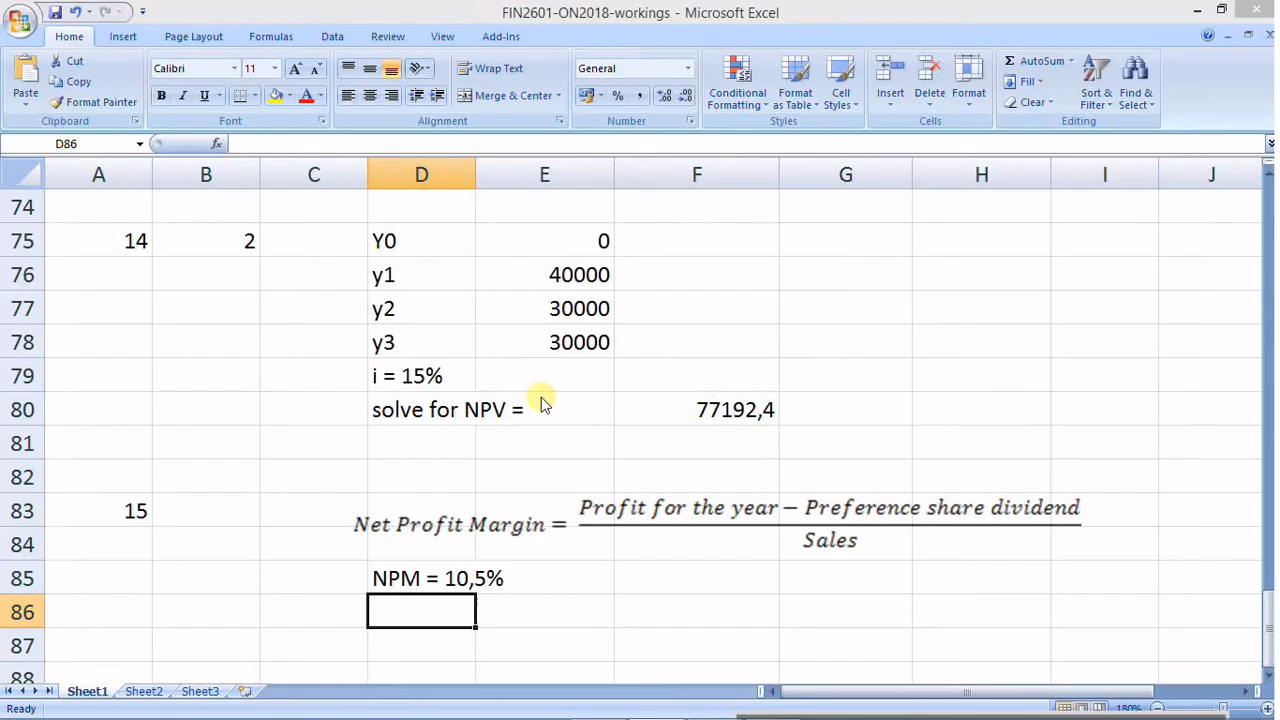 FIN2601-ON2018-workings - Microsoft Excel
Home Insert Page Layout Formulas Data Review View Add-Ins
Paste Cut Copy Format Painter Clipboard
Calibri 11 A A B I U A Font
Wrap Text Merge & Center Alignment
General % , Number
Conditional Formatting Format as Table Cell Styles Styles
Insert Delete Format Cells
Σ AutoSum Fill Clear Sort & Filter Find & Select Editing
D86 fx
A B C D E F G H I J
74
75 14 2 Y0 0
76 y1 40000
77 y2 30000
78 y3 30000
79 i = 15%
80 solve for NPV = 77192,4
81
82
83 15
Net Profit Margin = Profit for the year − Preference share dividend
Sales
84
85 NPM = 10,5%
86
87
88
Sheet1 Sheet2 Sheet3
Ready 180%